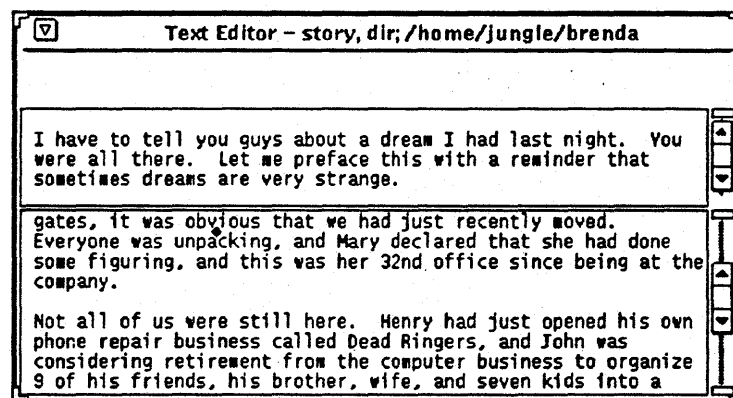 Text Editor – story, dir; /home/jungle/brenda
I have to tell you guys about a dream I had last night. You
were all there. Let me preface this with a reminder that
sometimes dreams are very strange.
gates, it was obvious that we had just recently moved.
Everyone was unpacking, and Mary declared that she had done
some figuring, and this was her 32nd office since being at the
company.
Not all of us were still here. Henry had just opened his own
phone repair business called Dead Ringers, and John was
considering retirement from the computer business to organize
9 of his friends, his brother, wife, and seven kids into a